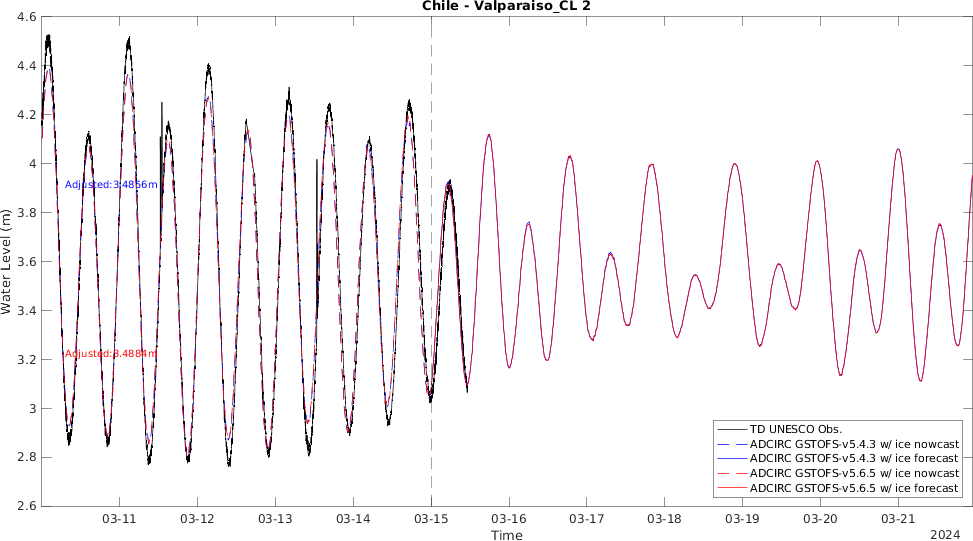 Chile - Valparaiso_CL 2
4.6
4.4
4.2
4
3.8
3.6
3.4
3.2
3
2.8
2.6
Water Level (m)
Adjusted:3.4856m
Adjusted:3.4884m
TD UNESCO Obs.
ADCIRC GSTOFS-v5.4.3 w/ ice nowcast
ADCIRC GSTOFS-v5.4.3 w/ ice forecast
ADCIRC GSTOFS-v5.6.5 w/ ice nowcast
ADCIRC GSTOFS-v5.6.5 w/ ice forecast
03-11 03-12 03-13 03-14 03-15 03-16 03-17 03-18 03-19 03-20 03-21
Time
2024